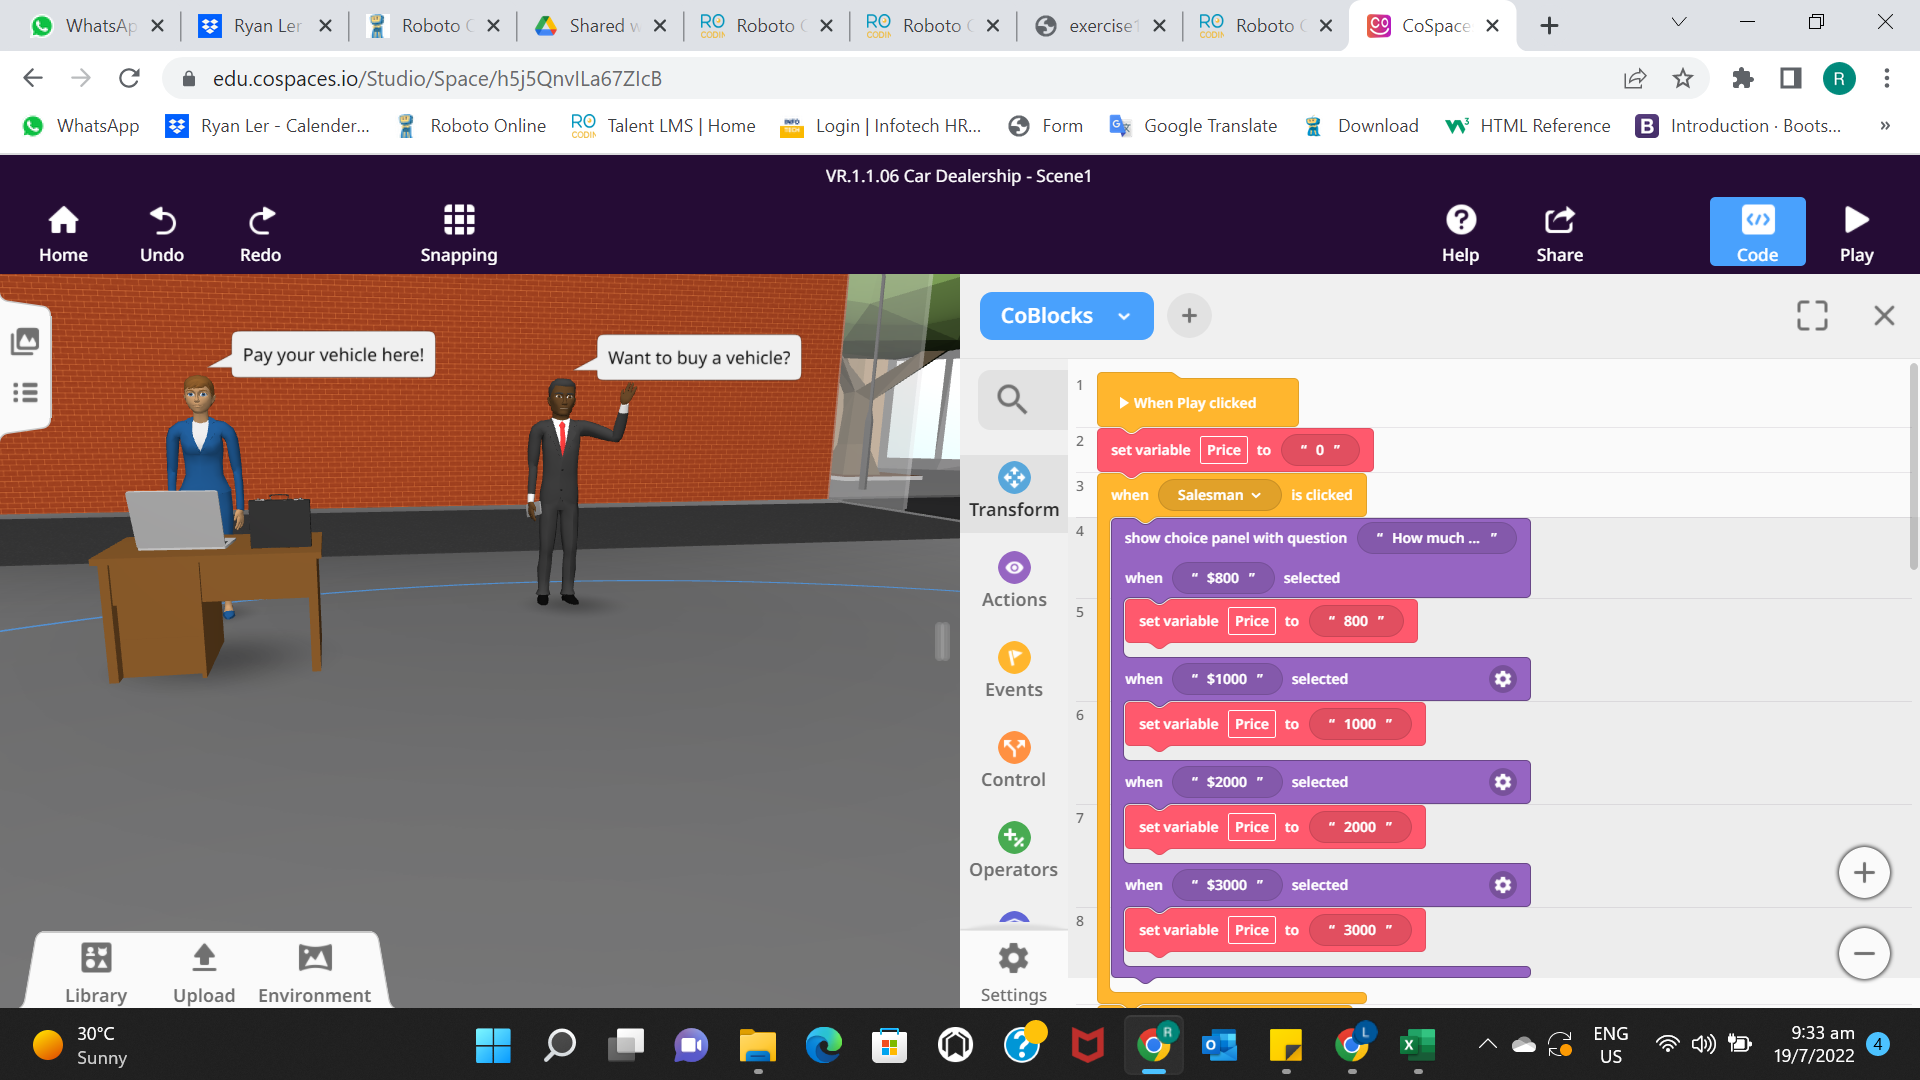 WhatsAp
Ryan Ler
Roboto C
Shared w
Roboto C
Roboto C
exercise1
Roboto C
CoSpace
edu.cospaces.io/Studio/Space/h5j5QnvILa67ZIcB
R
WhatsApp
Ryan Ler - Calender...
Roboto Online
RO CODIN
Talent LMS | Home
INFO TECH
Login | Infotech HR...
Form
Google Translate
Download
HTML Reference
B
Introduction · Boots...
»
VR.1.1.06 Car Dealership - Scene1
Home
Undo
Redo
Snapping
Help
Share
Code
Play
Pay your vehicle here!
Want to buy a vehicle?
CoBlocks
Transform
Actions
Events
Control
Operators
Settings
1
When Play clicked
2
set variable Price to “ 0 ”
3
when Salesman is clicked
4
show choice panel with question “ How much ... ”
when “ $800 ” selected
5
set variable Price to “ 800 ”
when “ $1000 ” selected
6
set variable Price to “ 1000 ”
when “ $2000 ” selected
7
set variable Price to “ 2000 ”
when “ $3000 ” selected
8
set variable Price to “ 3000 ”
Library
Upload
Environment
30°C
Sunny
R
L
ENG
US
9:33 am
19/7/2022
4